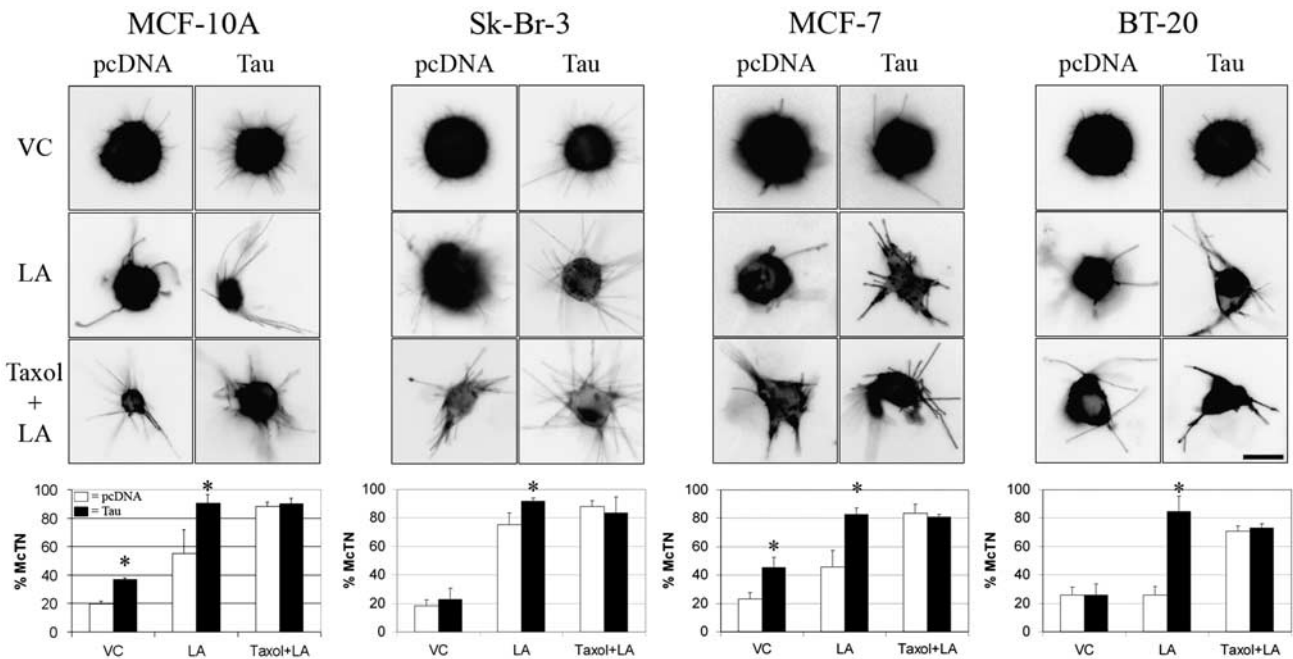 MCF-10A Sk-Br-3 MCF-7 BT-20
pcDNA Tau pcDNA Tau pcDNA Tau pcDNA Tau
VC
LA
Taxol
+
LA
% McTN
100
80
60
40
20
0
= pcDNA
= Tau
*
*
VC LA Taxol+LA
% McTN
100
80
60
40
20
0
*
VC LA Taxol+LA
% McTN
100
80
60
40
20
0
*
*
VC LA Taxol+LA
% McTN
100
80
60
40
20
0
*
VC LA Taxol+LA